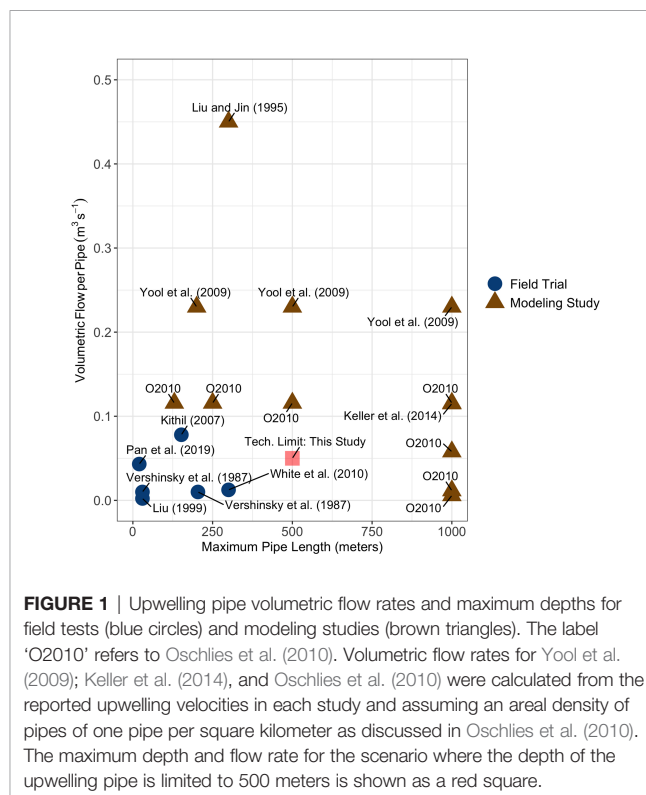 0.5
Liu and Jin (1995)
0.4
Volumetric Flow per Pipe (m³ s⁻¹)
0.3
Yool et al. (2009)
Yool et al. (2009)
Field Trial
Modeling Study
Yool et al. (2009)
0.2
O2010
O2010
O2010
Kithil (2007)
O2010
Keller et al. (2014)
0.1
Tech. Limit: This Study
Pan et al. (2019)
O2010
Vershinsky et al. (1987)
White et al. (2010)
O2010
0.0
Liu (1999)
Vershinsky et al. (1987)
O2010
0
250
500
750
1000
Maximum Pipe Length (meters)
FIGURE 1 | Upwelling pipe volumetric flow rates and maximum depths for
field tests (blue circles) and modeling studies (brown triangles). The label
‘O2010’ refers to Oschlies et al. (2010). Volumetric flow rates for Yool et al.
(2009); Keller et al. (2014), and Oschlies et al. (2010) were calculated from the
reported upwelling velocities in each study and assuming an areal density of
pipes of one pipe per square kilometer as discussed in Oschlies et al. (2010).
The maximum depth and flow rate for the scenario where the depth of the
upwelling pipe is limited to 500 meters is shown as a red square.